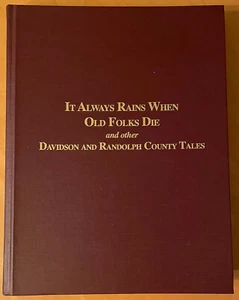 IT ALWAYS RAINS WHEN
OLD FOLKS DIE
and other
DAVIDSON AND RANDOLPH COUNTY TALES